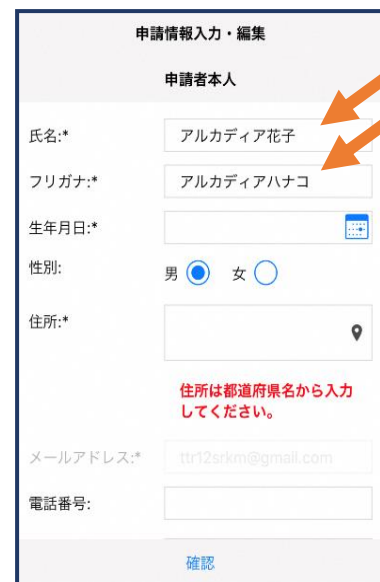 申請情報入力・編集
申請者本人
氏名:* アルカディア花子
フリガナ:* アルカディアハナコ
生年月日:*
性別: 男 女
住所:*
住所は都道府県名から入力
してください。
メールアドレス:* ttr12srkm@gmail.com
電話番号:
確認